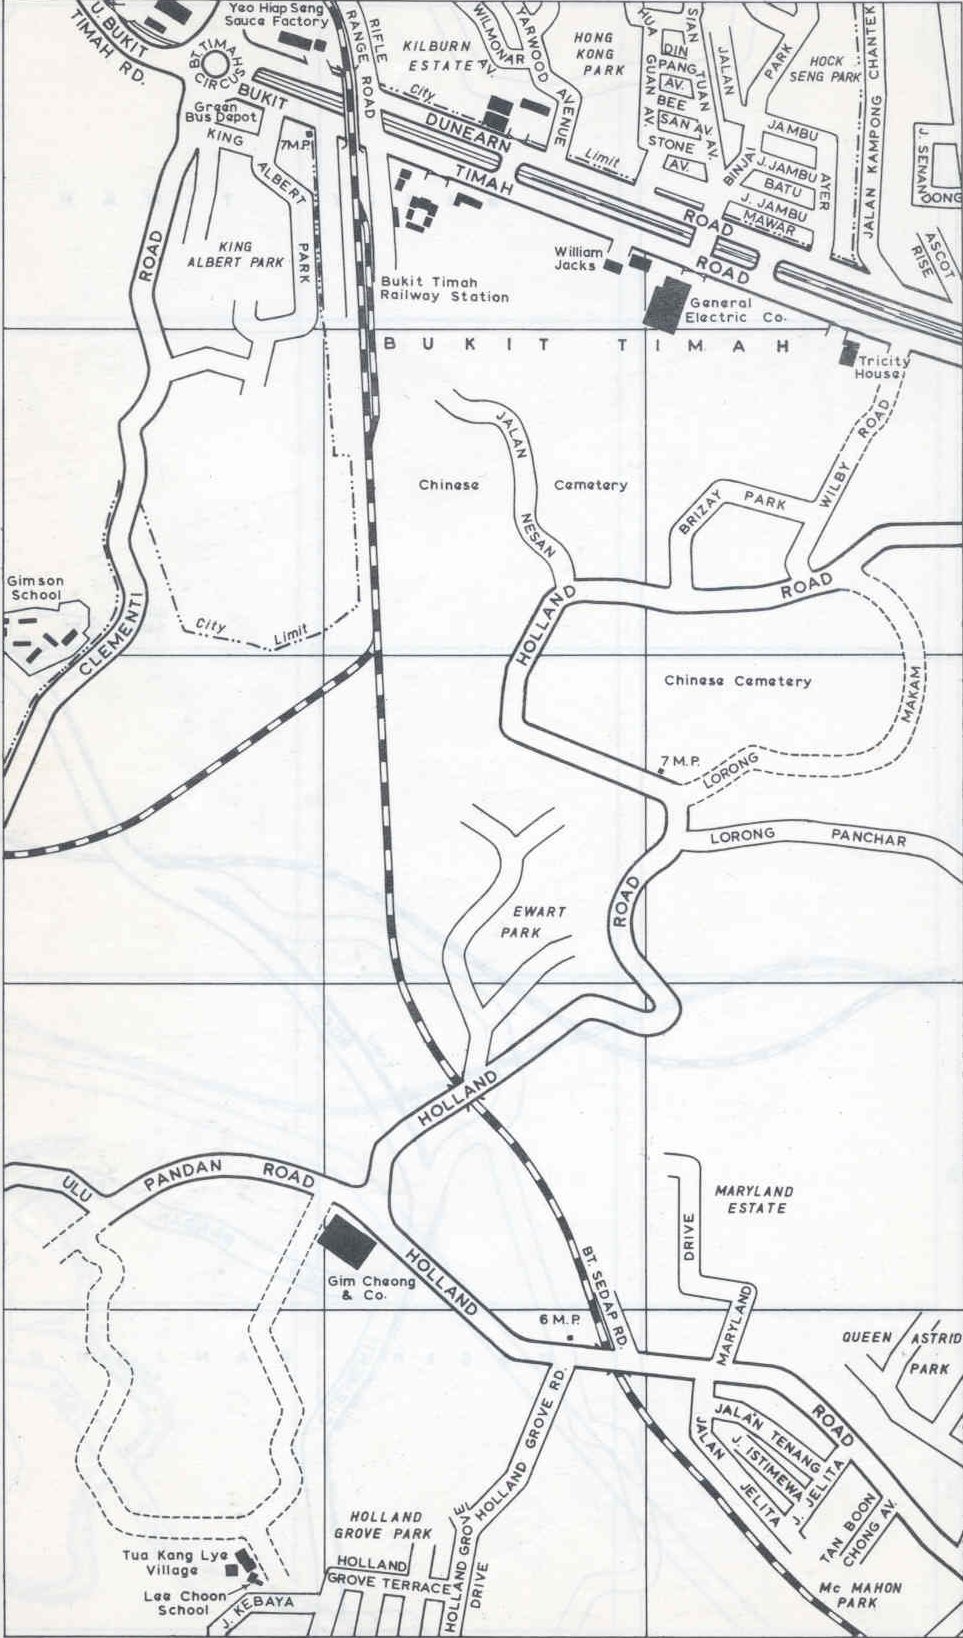 U. BUKIT
TIMAH RD.
BT. TIMAH
CIRCUS
Yeo Hiap Seng
Sauce Factory
RIFLE
RANGE ROAD
KILBURN
ESTATE
WILMONAR
AV.
YARWOOD
AVENUE
HONG
KONG
PARK
HUA
GUAN AV.
SIAN
TUAN AV.
DIN
PANG
AV.
BEE
SAN AV.
STONE
AV.
JALAN
BINJAI
PARK
HOCK
SENG PARK
JAMBU
AYER
J. JAMBU
BATU
J. JAMBU
MAWAR
JALAN KAMPONG CHANTEK
J. SENANDONG
ASCOT
RISE
Green
Bus Depot
BUKIT
TIMAH
ROAD
DUNEARN
ROAD
City
Limit
KING
ALBERT
PARK
7M.P.
KING
ALBERT PARK
ROAD
Bukit Timah
Railway Station
William
Jacks
General
Electric Co.
Tricity
House
BUKIT TIMAH
JALAN
NESAN
Chinese Cemetery
BRIZAY PARK
WILBY ROAD
Gimson
School
CLEMENTI
City Limit
HOLLAND
ROAD
Chinese Cemetery
LORONG
MAKAM
7 M.P.
LORONG PANCHAR
ROAD
EWART
PARK
HOLLAND
ULU PANDAN ROAD
Gim Cheong
& Co.
HOLLAND
BT. SEDAP RD.
6 M.P.
MARYLAND
ESTATE
MARYLAND
DRIVE
QUEEN ASTRID
PARK
ROAD
JALAN TENANG
J. ISTIMEWA
J. JELITA
JALAN
JELITA
TAN BOON
CHONG AV.
Mc MAHON
PARK
HOLLAND GROVE RD.
HOLLAND
GROVE PARK
HOLLAND
GROVE TERRACE
HOLLAND GROVE
DRIVE
Tua Kang Lye
Village
Lee Choon
School
J. KEBAYA